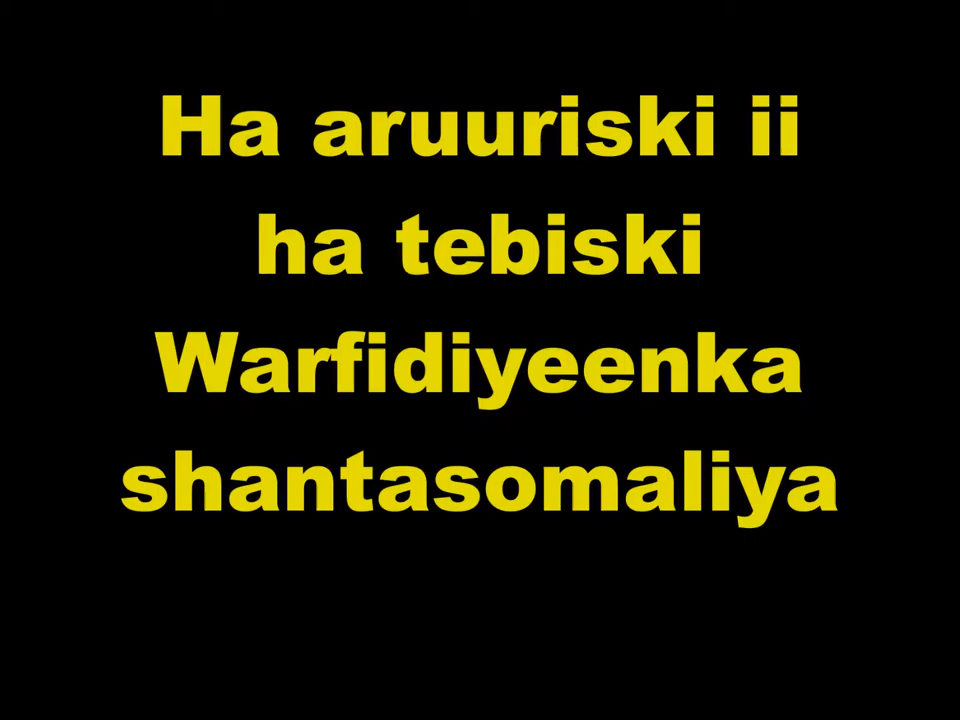 Ha aruuriski ii
ha tebiski
Warfidiyeenka
shantasomaliya